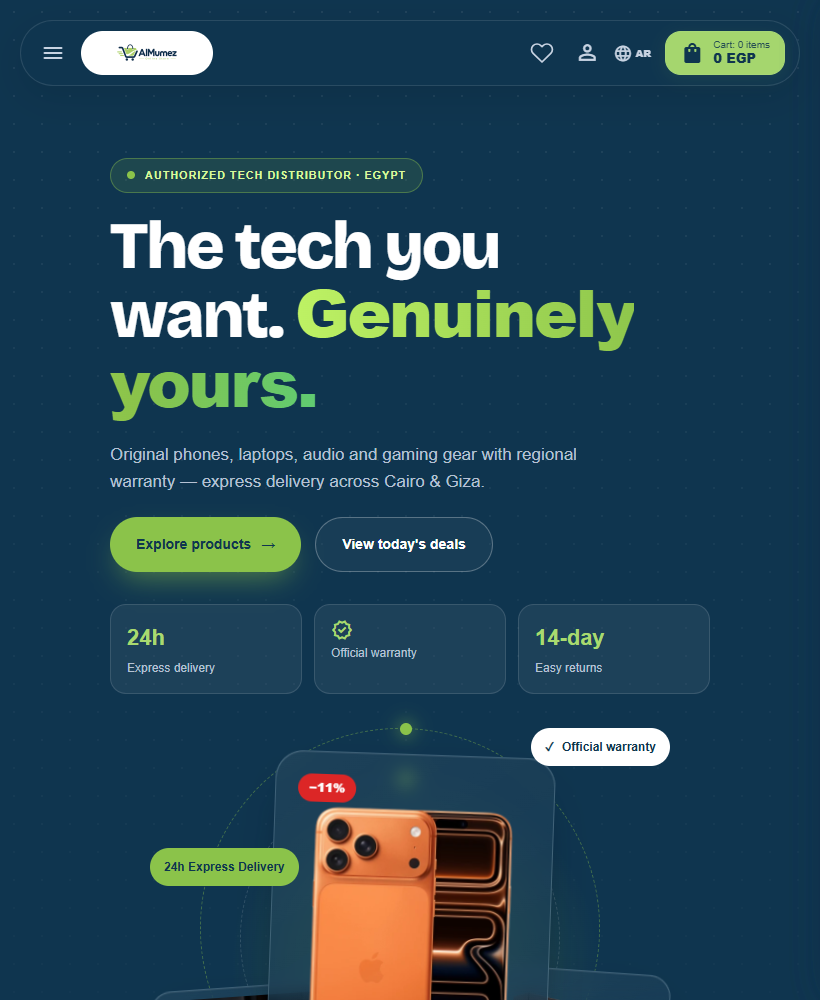 AlMumez
AR
Cart: 0 items
0 EGP
AUTHORIZED TECH DISTRIBUTOR · EGYPT
The tech you
want. Genuinely
yours.
Original phones, laptops, audio and gaming gear with regional
warranty — express delivery across Cairo & Giza.
Explore products →
View today's deals
24h
Express delivery
Official warranty
14-day
Easy returns
✓ Official warranty
−11%
24h Express Delivery